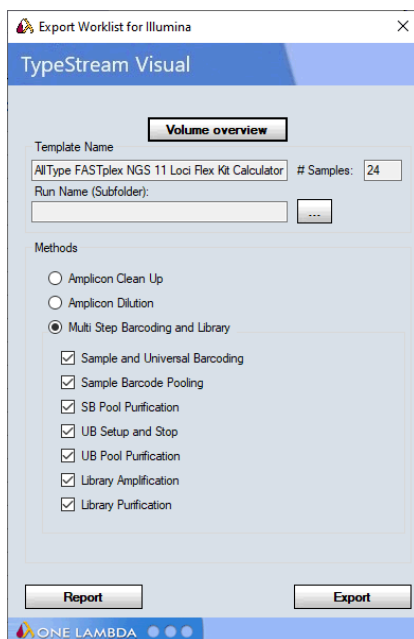 Export Worklist for Illumina
TypeStream Visual
Volume overview
Template Name
AllType FASTplex NGS 11 Loci Flex Kit Calculator # Samples: 24
Run Name (Subfolder):
...
Methods
Amplicon Clean Up
Amplicon Dilution
Multi Step Barcoding and Library
Sample and Universal Barcoding
Sample Barcode Pooling
SB Pool Purification
UB Setup and Stop
UB Pool Purification
Library Amplification
Library Purification
Report Export
ONE LAMBDA